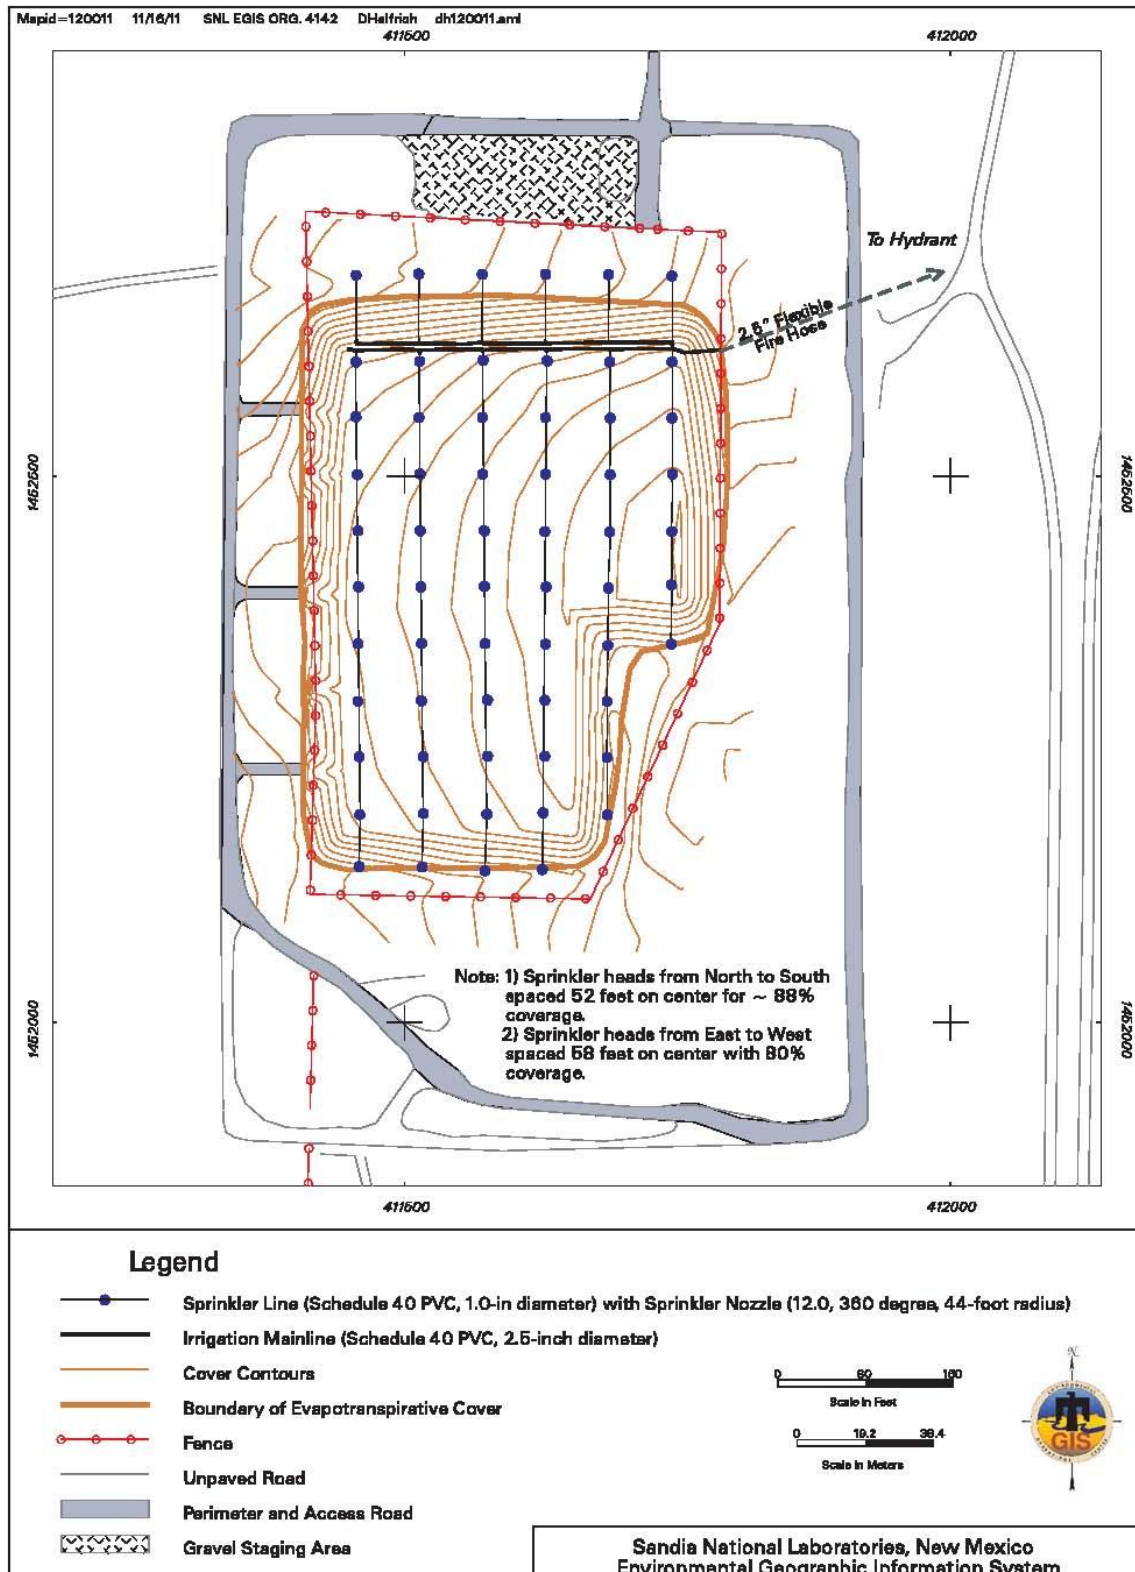 Mapid=120011 11/16/11 SNL EGIS ORG. 4142 DHelfrich dh120011.aml
411500 412000
To Hydrant
2.5" Flexible
Fire Hose
1452500 1452500
Note: 1) Sprinkler heads from North to South
spaced 52 feet on center for ~ 88%
coverage.
2) Sprinkler heads from East to West
spaced 58 feet on center with 80%
coverage.
1452000 1452000
411500 412000
Legend
Sprinkler Line (Schedule 40 PVC, 1.0-in diameter) with Sprinkler Nozzle (12.0, 360 degree, 44-foot radius)
Irrigation Mainline (Schedule 40 PVC, 2.5-inch diameter)
Cover Contours
Boundary of Evapotranspirative Cover
Fence
Unpaved Road
Perimeter and Access Road
Gravel Staging Area
0 80 160
Scale in Feet
0 19.2 38.4
Scale in Meters
N
GIS
Sandia National Laboratories, New Mexico
Environmental Geographic Information System